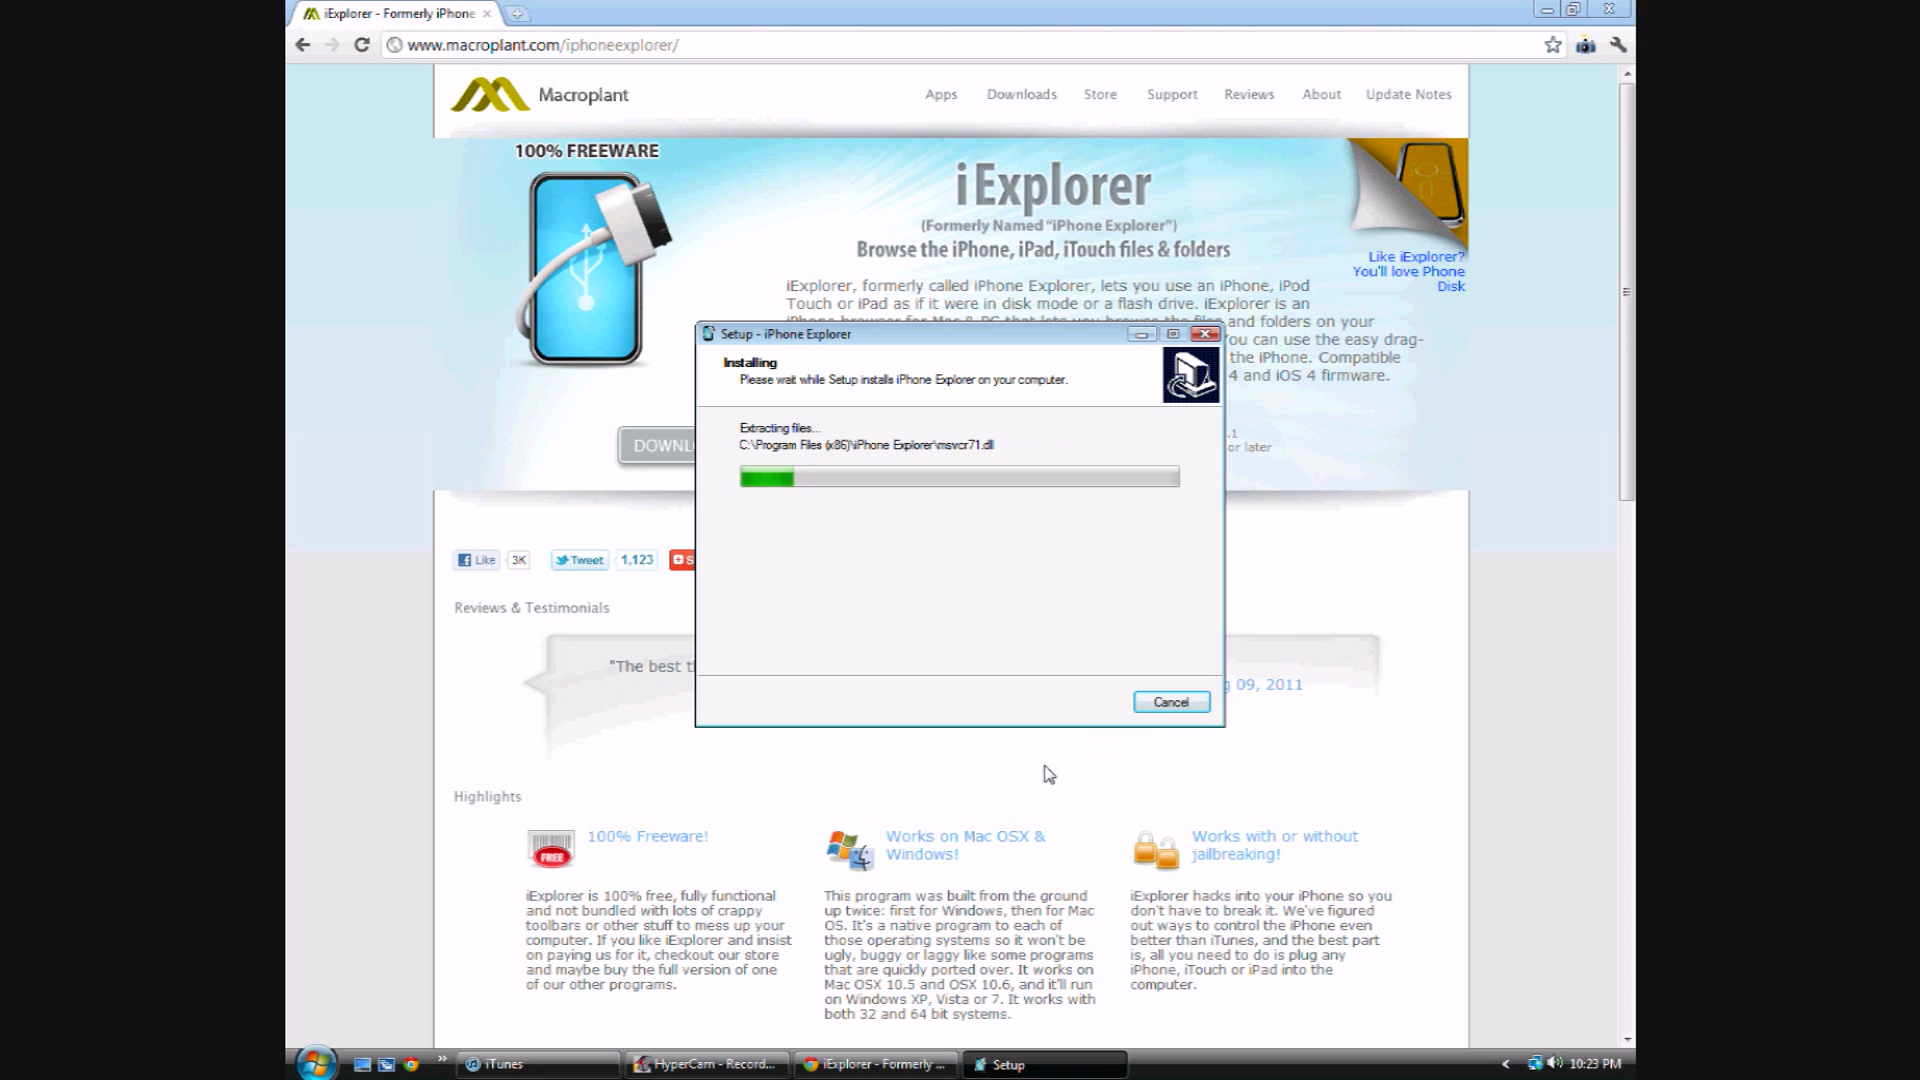 iExplorer - Formerly iPhone
www.macroplant.com/iphoneexplorer/
Macroplant
Apps
Downloads
Store
Support
Reviews
About
Update Notes
100% FREEWARE
iExplorer
(Formerly Named “iPhone Explorer”)
Browse the iPhone, iPad, iTouch files & folders
Like iExplorer?
You'll love Phone
Disk
iExplorer, formerly called iPhone Explorer, lets you use an iPhone, iPod
Touch or iPad as if it were in disk mode or a flash drive. iExplorer is an
and folders on your
You can use the easy drag-
the iPhone. Compatible
4 and iOS 4 firmware.
.1
or later
DOWNL
Setup - iPhone Explorer
Installing
Please wait while Setup installs iPhone Explorer on your computer.
Extracting files...
C:\Program Files (x86)\iPhone Explorer\msvcr71.dll
Cancel
Like
3K
Tweet
1,123
S
Reviews & Testimonials
"The best t
09, 2011
Highlights
FREE
100% Freeware!
iExplorer is 100% free, fully functional
and not bundled with lots of crappy
toolbars or other stuff to mess up your
computer. If you like iExplorer and insist
on paying us for it, checkout our store
and maybe buy the full version of one
of our other programs.
Works on Mac OSX &
Windows!
This program was built from the ground
up twice: first for Windows, then for Mac
OS. It's a native program to each of
those operating systems so it won't be
ugly, buggy or laggy like some programs
that are quickly ported over. It works on
Mac OSX 10.5 and OSX 10.6, and it'll run
on Windows XP, Vista or 7. It works with
both 32 and 64 bit systems.
Works with or without
jailbreaking!
iExplorer hacks into your iPhone so you
don't have to break it. We've figured
out ways to control the iPhone even
better than iTunes, and the best part
is, all you need to do is plug any
iPhone, iTouch or iPad into the
computer.
iTunes
HyperCam - Record...
iExplorer - Formerly ...
Setup
10:23 PM